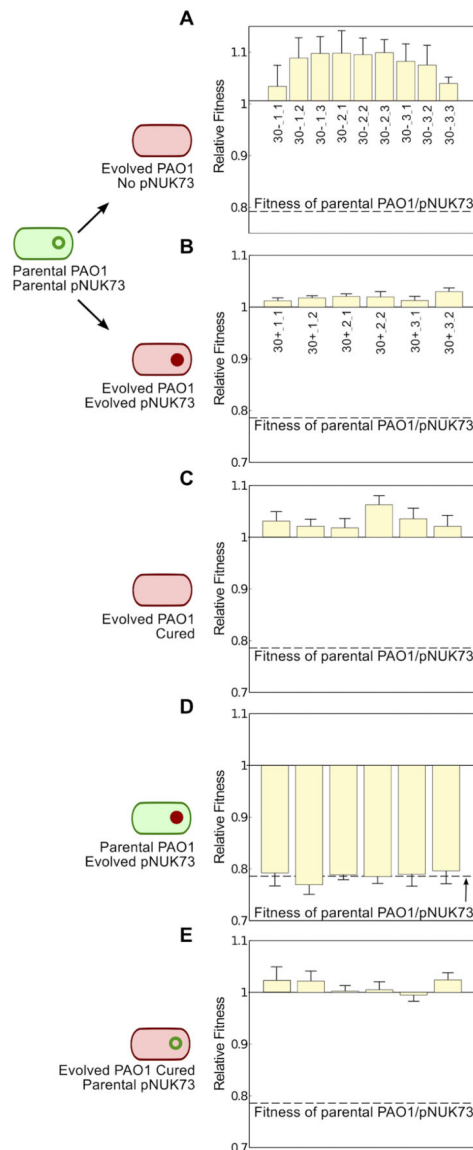 A
Relative Fitness
1.1
1
0.9
0.8
30-_1_1
30-_1_2
30-_1_3
30-_2_1
30-_2_2
30-_2_3
30-_3_1
30-_3_2
30-_3_3
Fitness of parental PAO1/pNUK73
Evolved PAO1
No pNUK73
Parental PAO1
Parental pNUK73
B
Relative Fitness
1.1
1
0.9
0.8
0.7
30+_1_1
30+_1_2
30+_2_1
30+_2_2
30+_3_1
30+_3_2
Fitness of parental PAO1/pNUK73
Evolved PAO1
Evolved pNUK73
C
Relative Fitness
1.1
1
0.9
0.8
0.7
Fitness of parental PAO1/pNUK73
Evolved PAO1
Cured
D
Relative Fitness
1.1
1
0.9
0.8
0.7
Fitness of parental PAO1/pNUK73
Parental PAO1
Evolved pNUK73
E
Relative Fitness
1.1
1
0.9
0.8
0.7
Fitness of parental PAO1/pNUK73
Evolved PAO1 Cured
Parental pNUK73